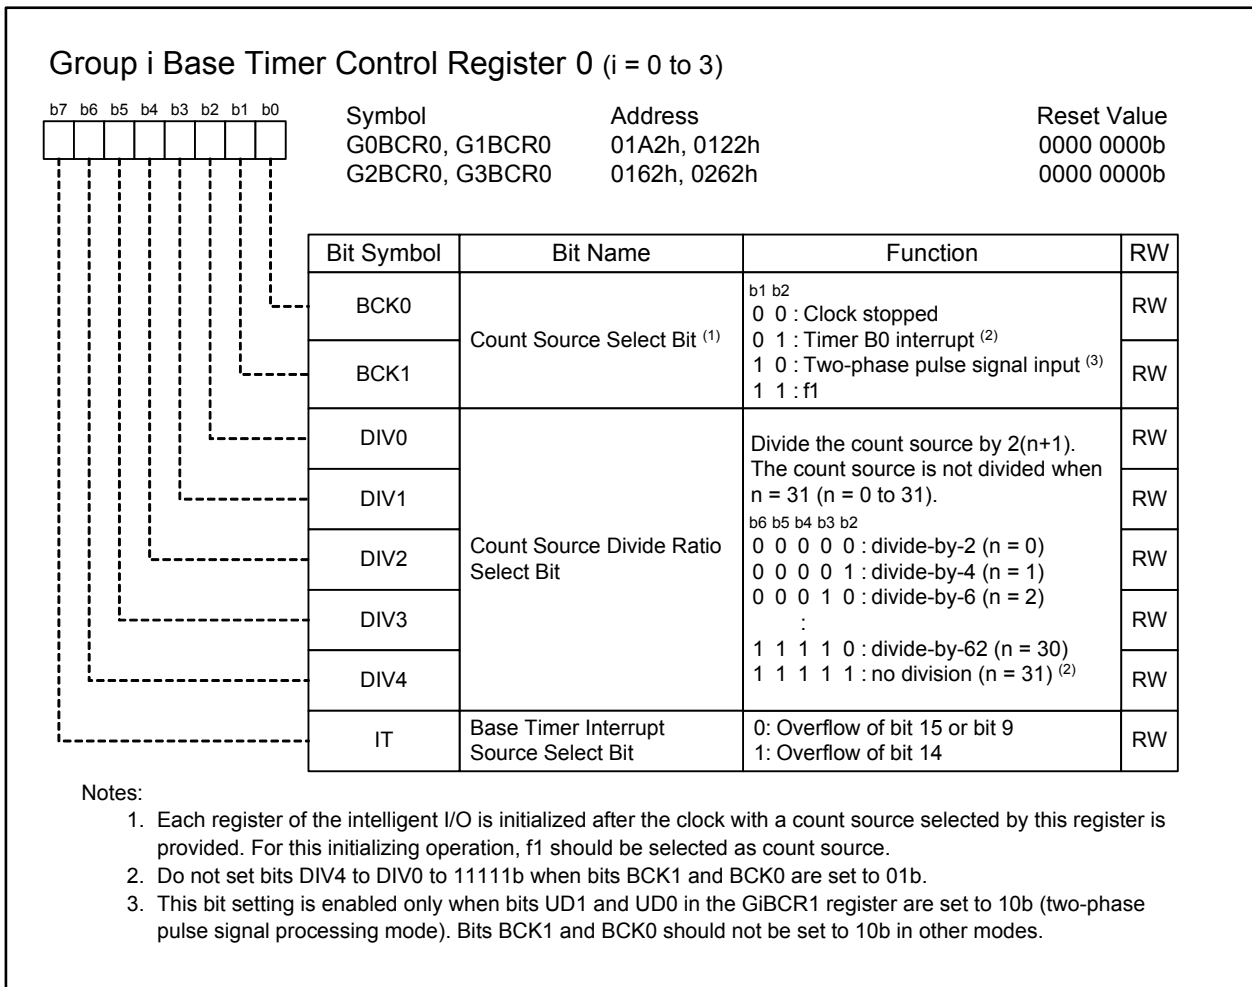 Group i Base Timer Control Register 0 (i = 0 to 3)
b7 b6 b5 b4 b3 b2 b1 b0
Symbol Address Reset Value
G0BCR0, G1BCR0 01A2h, 0122h 0000 0000b
G2BCR0, G3BCR0 0162h, 0262h 0000 0000b
Bit Symbol Bit Name Function RW
BCK0 RW
BCK1 RW
Count Source Select Bit (1)
b1 b2
0 0 : Clock stopped
0 1 : Timer B0 interrupt (2)
1 0 : Two-phase pulse signal input (3)
1 1 : f1
DIV0 RW
DIV1 RW
DIV2 RW
DIV3 RW
DIV4 RW
Count Source Divide Ratio
Select Bit
Divide the count source by 2(n+1).
The count source is not divided when
n = 31 (n = 0 to 31).
b6 b5 b4 b3 b2
0 0 0 0 0 : divide-by-2 (n = 0)
0 0 0 0 1 : divide-by-4 (n = 1)
0 0 0 1 0 : divide-by-6 (n = 2)
:
1 1 1 1 0 : divide-by-62 (n = 30)
1 1 1 1 1 : no division (n = 31) (2)
IT RW
Base Timer Interrupt
Source Select Bit
0: Overflow of bit 15 or bit 9
1: Overflow of bit 14
Notes:
1. Each register of the intelligent I/O is initialized after the clock with a count source selected by this register is
provided. For this initializing operation, f1 should be selected as count source.
2. Do not set bits DIV4 to DIV0 to 11111b when bits BCK1 and BCK0 are set to 01b.
3. This bit setting is enabled only when bits UD1 and UD0 in the GiBCR1 register are set to 10b (two-phase
pulse signal processing mode). Bits BCK1 and BCK0 should not be set to 10b in other modes.